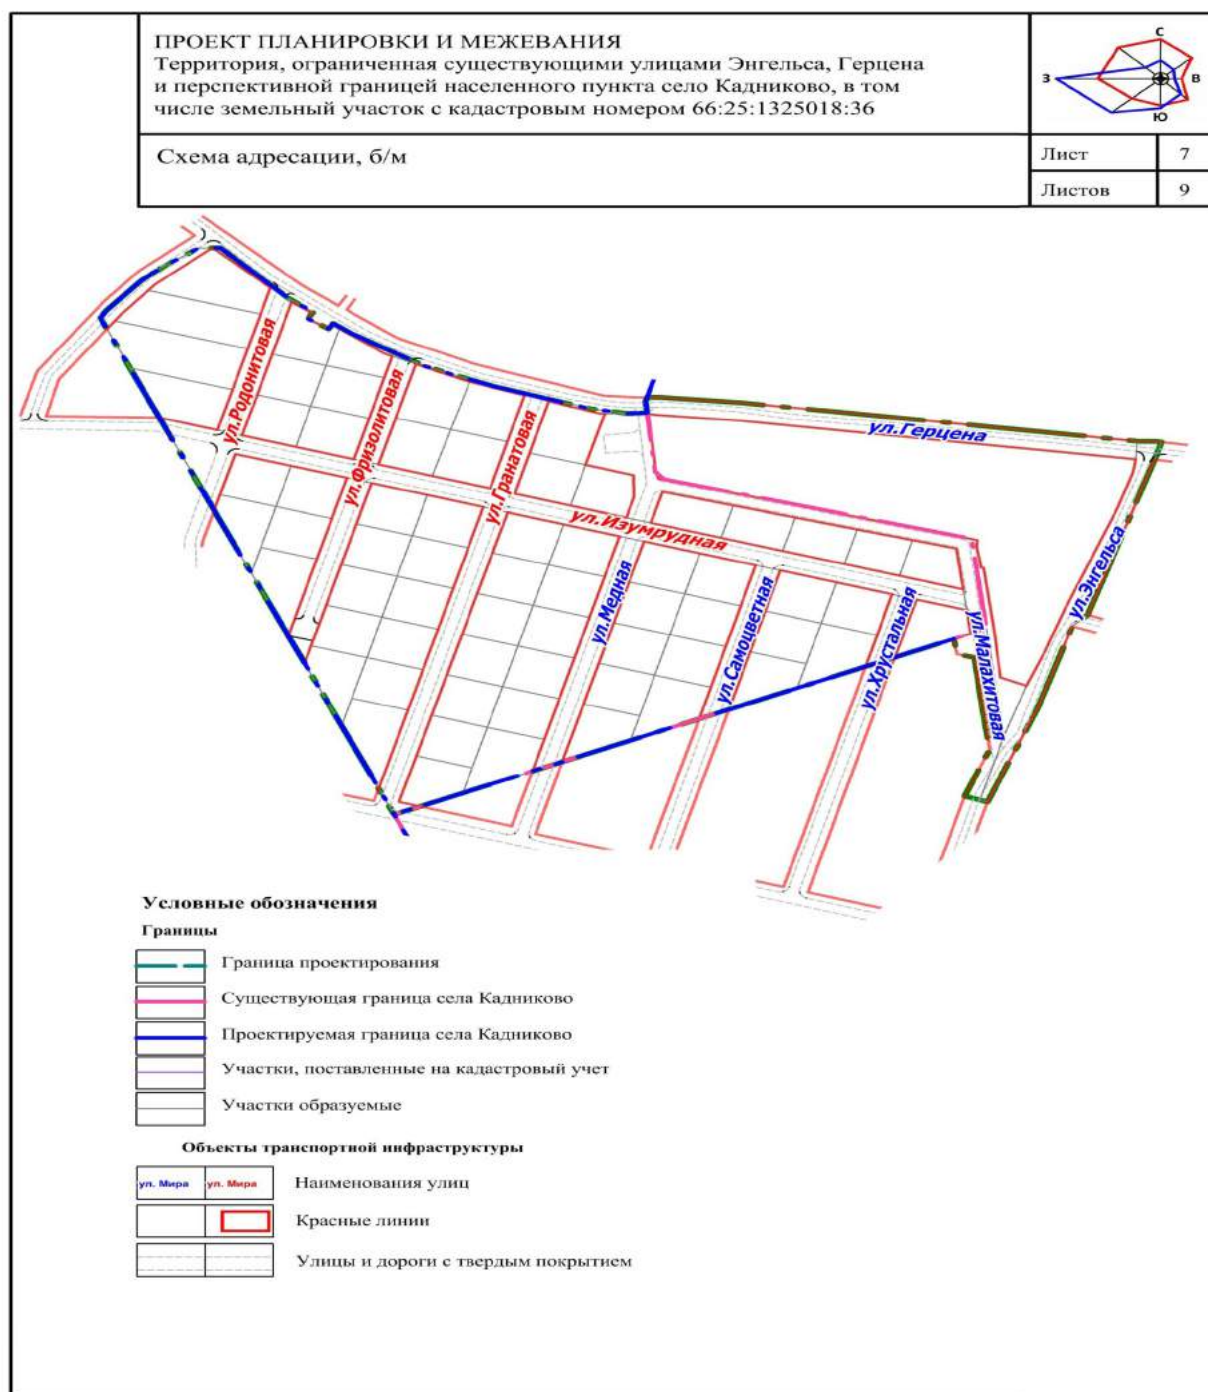 ПРОЕКТ ПЛАНИРОВКИ И МЕЖЕВАНИЯ
Территория, ограниченная существующими улицами Энгельса, Герцена
и перспективной границей населенного пункта село Кадниково, в том
числе земельный участок с кадастровым номером 66:25:1325018:36
С
З
В
Ю
Схема адресации, б/м
Лист 7
Листов 9
ул.Родонитовая
ул.Фризолитовая
ул.Гранатовая
ул.Изумрудная
ул.Герцена
ул.Энгельса
ул.Медная
ул.Самоцветная
ул.Хрустальная
ул.Малахитовая
Условные обозначения
Границы
Граница проектирования
Существующая граница села Кадниково
Проектируемая граница села Кадниково
Участки, поставленные на кадастровый учет
Участки образуемые
Объекты транспортной инфраструктуры
ул. Мира ул. Мира Наименования улиц
Красные линии
Улицы и дороги с твердым покрытием